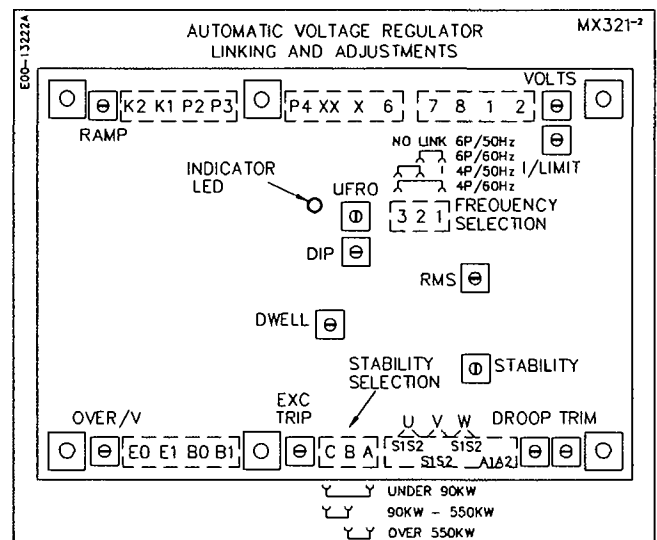 E00-13222A
AUTOMATIC VOLTAGE REGULATOR
LINKING AND ADJUSTMENTS
MX321-2
VOLTS
K2 K1 P2 P3
P4 XX X 6
7 8 1 2
RAMP
NO LINK 6P/50Hz
6P/60Hz
4P/50Hz
4P/60Hz
I/LIMIT
INDICATOR
LED
UFRO
3 2 1
FREQUENCY
SELECTION
DIP
RMS
DWELL
STABILITY
SELECTION
STABILITY
OVER/V
EXC
TRIP
U V W
DROOP TRIM
E0 E1 B0 B1
C B A
S1S2 S1S2
S1S2 A1A2
UNDER 90KW
90KW - 550KW
OVER 550KW